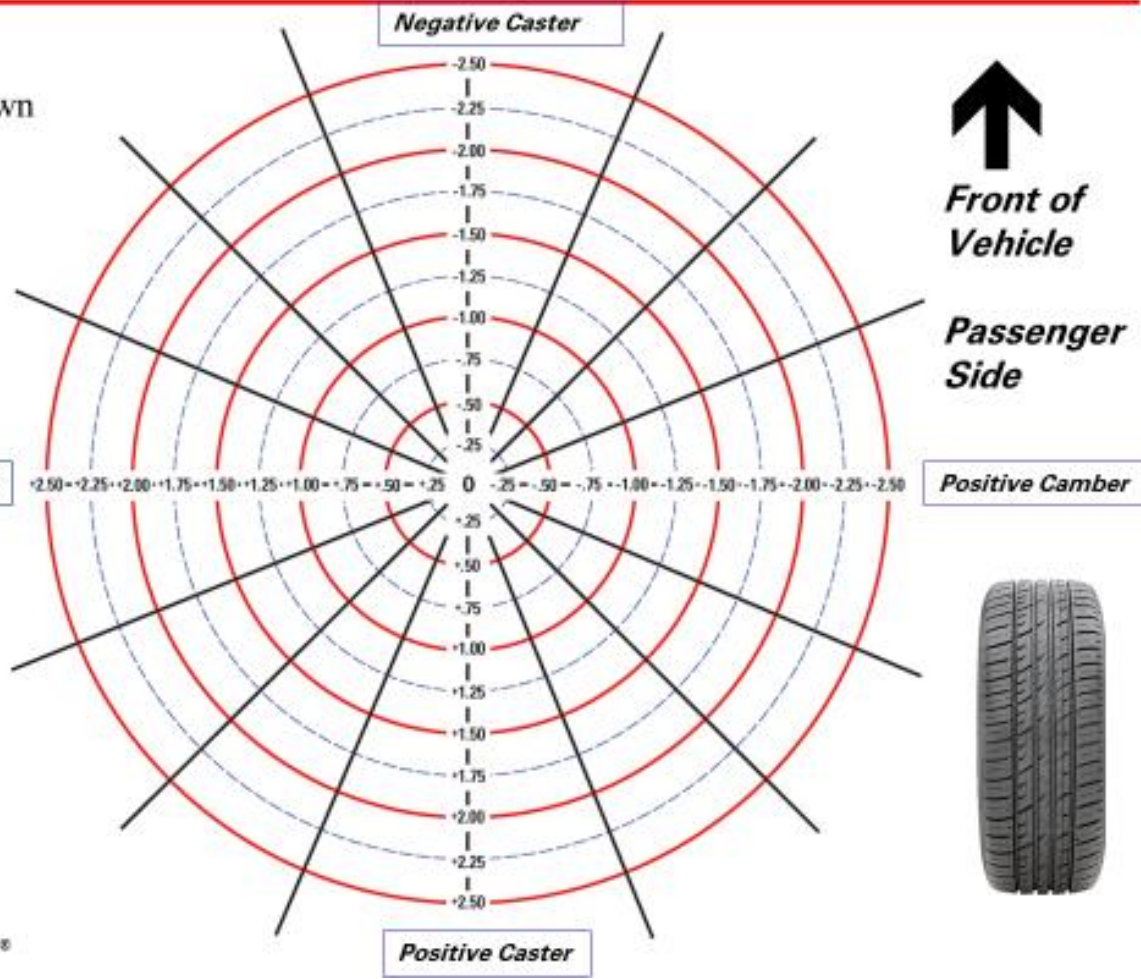 Negative Caster
wn
-2.50
-2.25
-2.00
-1.75
-1.50
-1.25
-1.00
-.75
-.50
-.25
Front of
Vehicle
Passenger
Side
+2.50 +2.25 +2.00 +1.75 +1.50 +1.25 +1.00 +.75 +.50 +.25 0 -.25 -.50 -.75 -1.00 -1.25 -1.50 -1.75 -2.00 -2.25 -2.50
Positive Camber
+.25
+.50
+.75
+1.00
+1.25
+1.50
+1.75
+2.00
+2.25
+2.50
®
Positive Caster